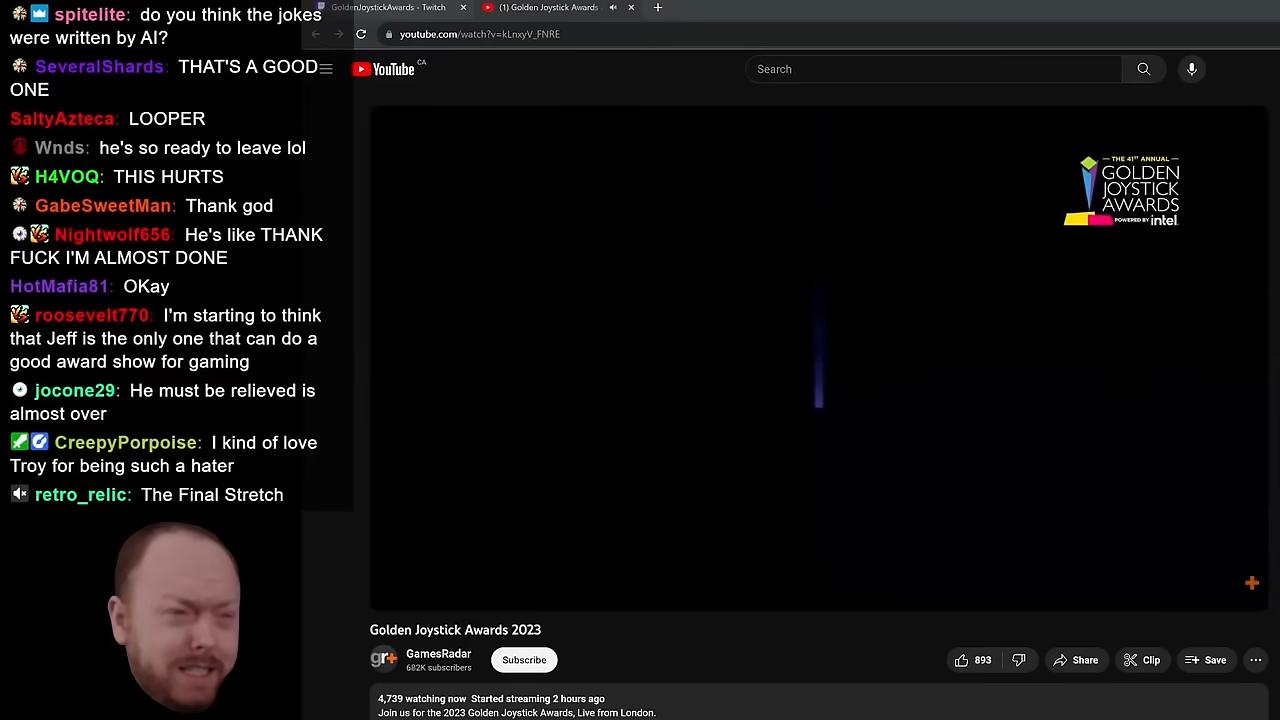 spitelite: do you think the jokes
were written by AI?
SeveralShards: THAT'S A GOOD
ONE
SaltyAzteca: LOOPER
Wnds: he's so ready to leave lol
H4VOQ: THIS HURTS
GabeSweetMan: Thank god
Nightwolf656: He's like THANK
FUCK I'M ALMOST DONE
HotMafia81: OKay
roosevelt770: I'm starting to think
that Jeff is the only one that can do a
good award show for gaming
jocone29: He must be relieved is
almost over
CreepyPorpoise: I kind of love
Troy for being such a hater
retro_relic: The Final Stretch
GoldenJoystickAwards - Twitch
(1) Golden Joystick Awards
youtube.com/watch?v=kLnxyV_FNRE
YouTube CA
Search
THE 41ST ANNUAL
GOLDEN
JOYSTICK
AWARDS
POWERED BY intel.
Golden Joystick Awards 2023
gr+
GamesRadar
682K subscribers
Subscribe
893
Share
Clip
Save
4,739 watching now Started streaming 2 hours ago
Join us for the 2023 Golden Joystick Awards, Live from London.